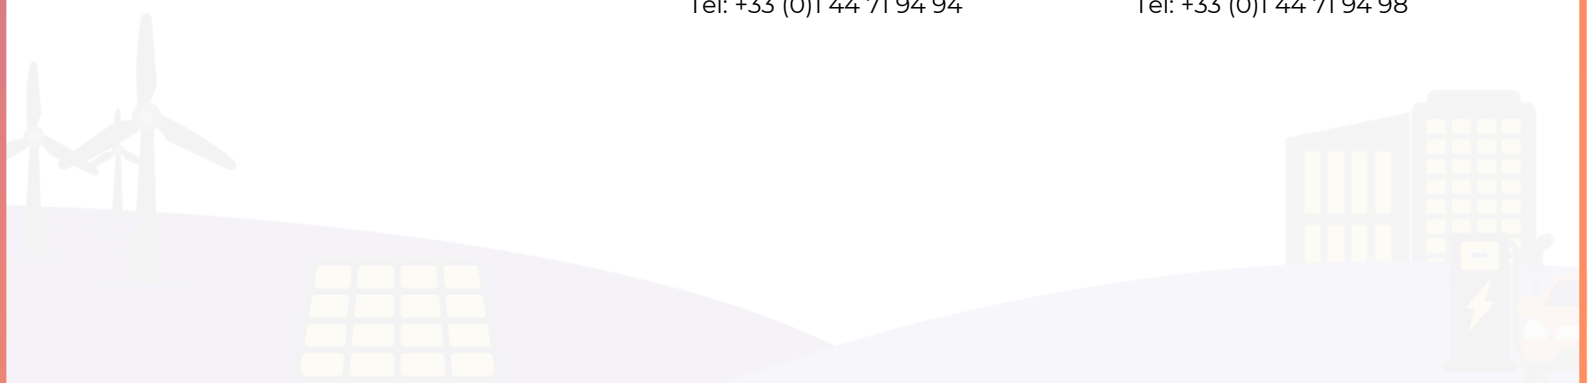 Tel: +33 (0)1 44 71 94 94
Tel: +33 (0)1 44 71 94 98